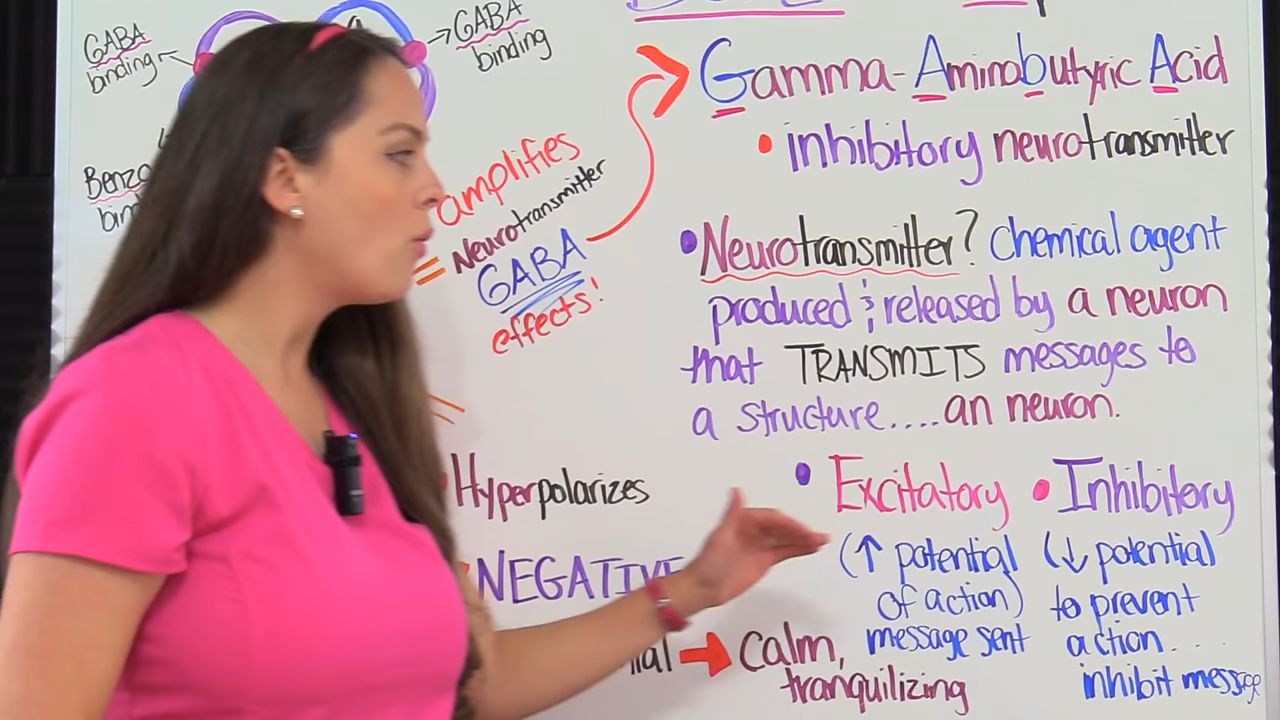 GABA
binding
GABA
binding
Benzo
amplifies
Neurotransmitter
GABA
effects!
Hyperpolarizes
NEGATIVE
calm,
tranquilizing
Gamma-Aminobutyric Acid
inhibitory neurotransmitter
Neurotransmitter? Chemical agent
produced & released by a neuron
that TRANSMITS messages to
a structure....an neuron.
Excitatory
(↑ potential
of action)
message sent
Inhibitory
(↓ potential)
to prevent
action....
inhibit message